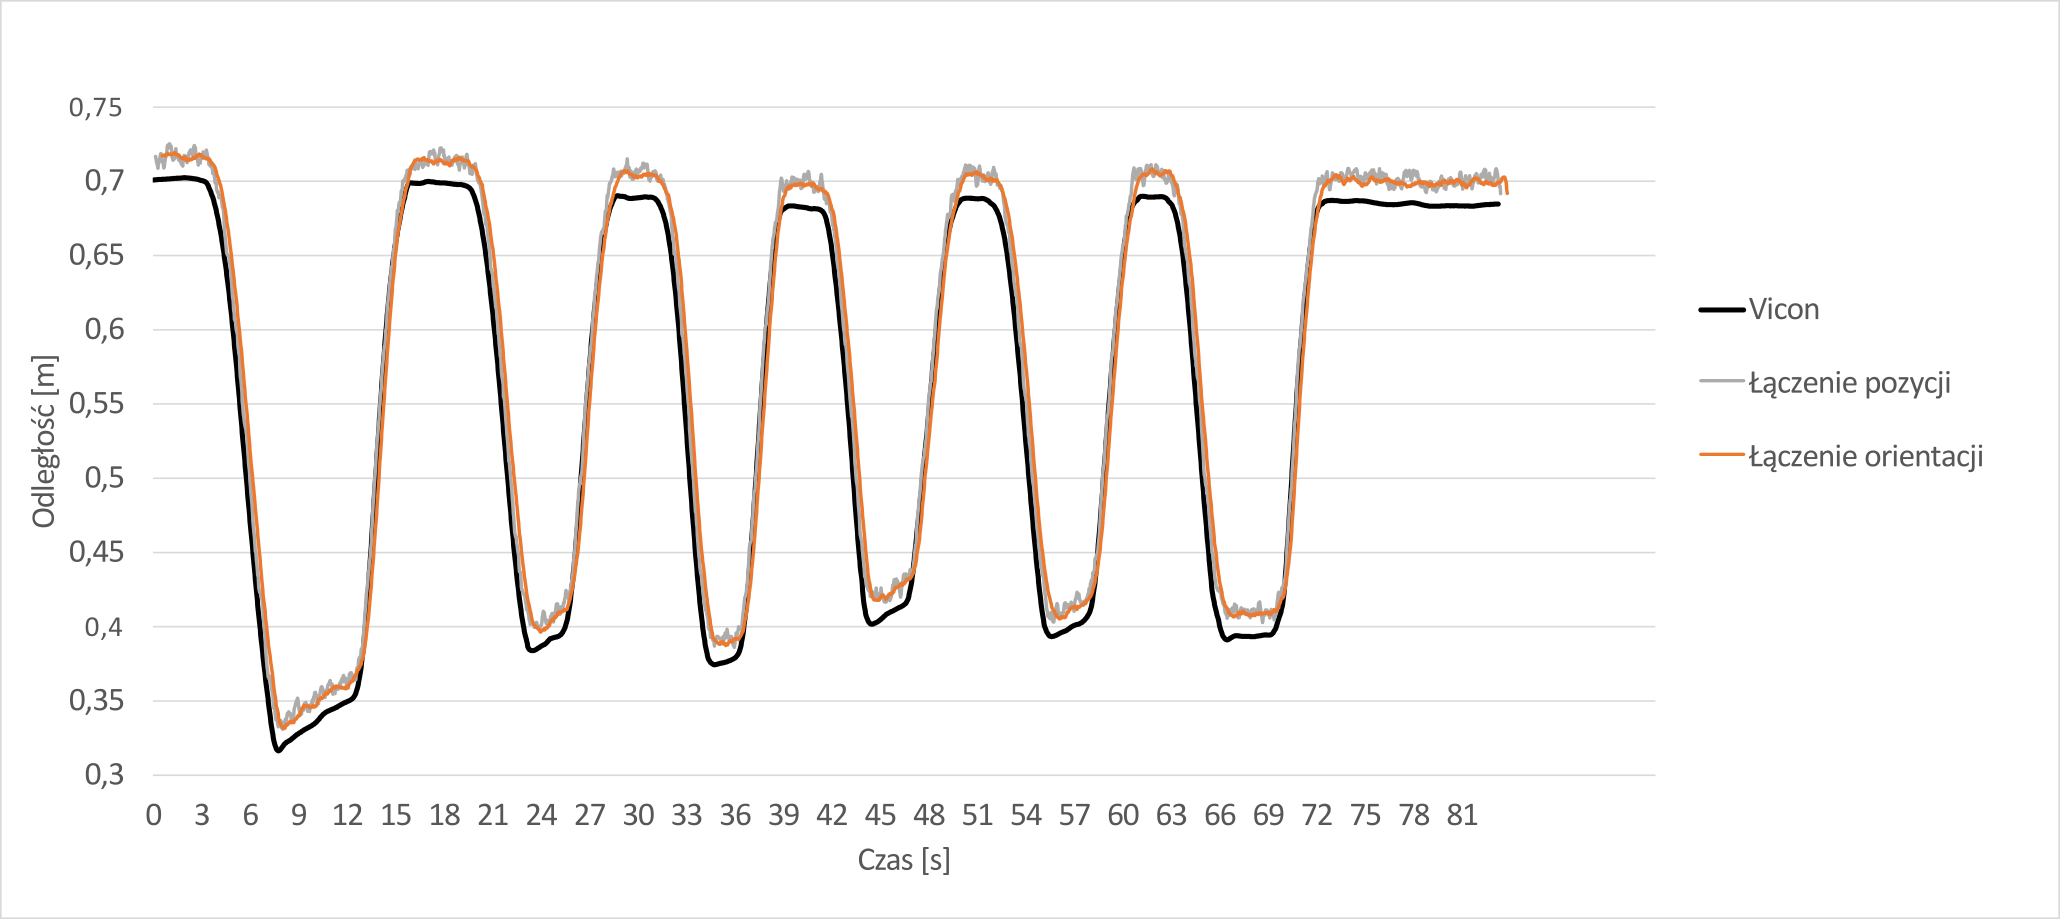 0,75
0,7
0,65
0,6
0,55
0,5
0,45
0,4
0,35
0,3
Odległość [m]
0 3 6 9 12 15 18 21 24 27 30 33 36 39 42 45 48 51 54 57 60 63 66 69 72 75 78 81
Czas [s]
Vicon
Łączenie pozycji
Łączenie orientacji